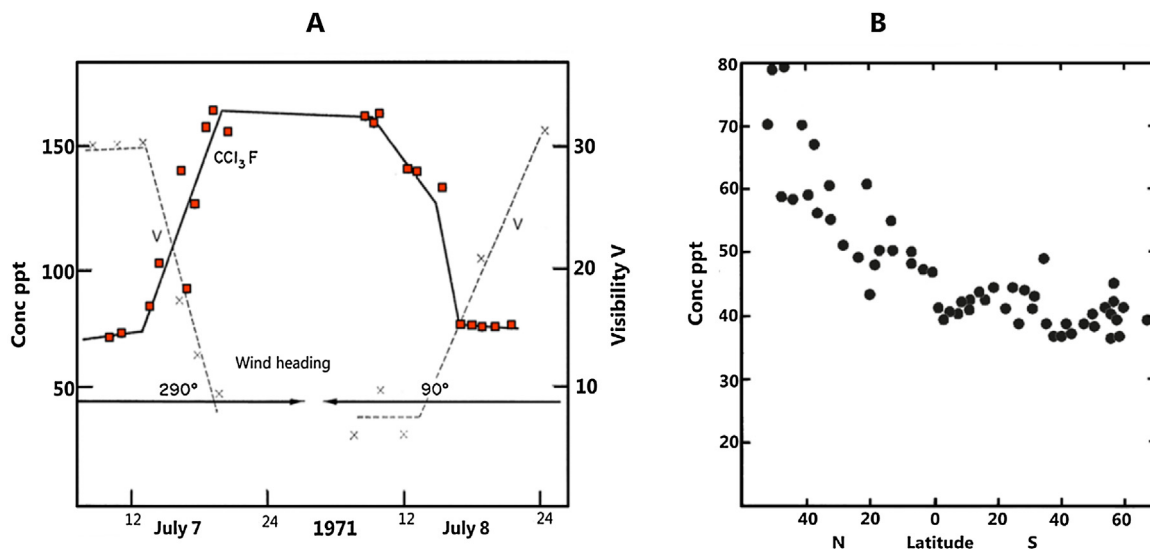 A
B
150
100
50
Conc ppt
30
20
10
Visibility V
CCl₃F
V
V
Wind heading
290°
90°
12
24
12
24
July 7
1971
July 8
80
70
60
50
40
30
20
Conc ppt
40
20
0
20
40
60
N
Latitude
S